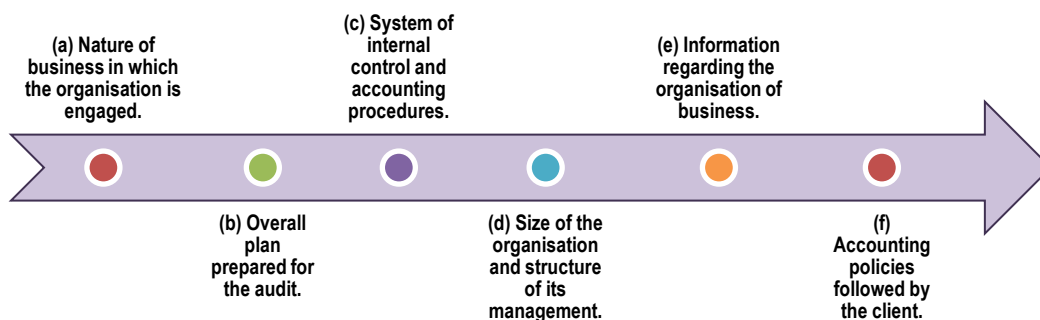 (a) Nature of
business in which
the organisation is
engaged.
(b) Overall
plan
prepared for
the audit.
(c) System of
internal
control and
accounting
procedures.
(d) Size of the
organisation
and structure
of its
management.
(e) Information
regarding the
organisation of
business.
(f)
Accounting
policies
followed by
the client.